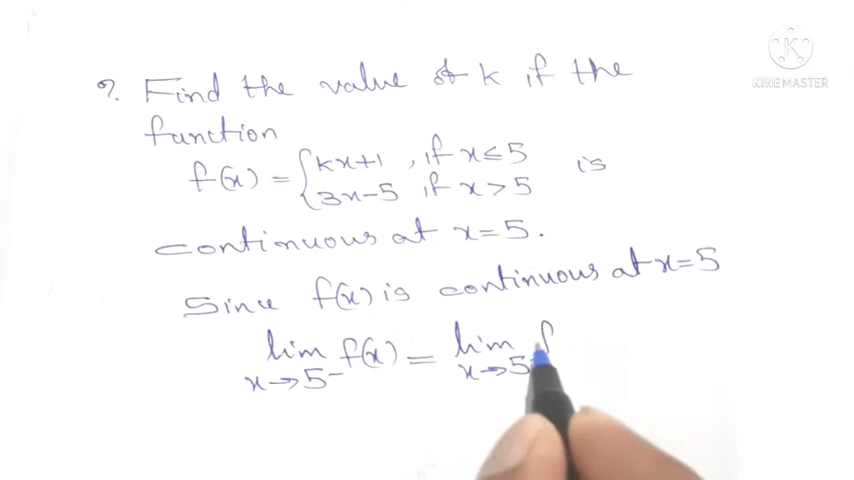 ?. Find the value of k if the
function
f(x) = { kx+1 , if x ≤ 5
3x-5 if x > 5 is
continuous at x=5.
Since f(x) is continuous at x=5
lim f(x) = lim f
x→5⁻ x→5
K
KINEMASTER